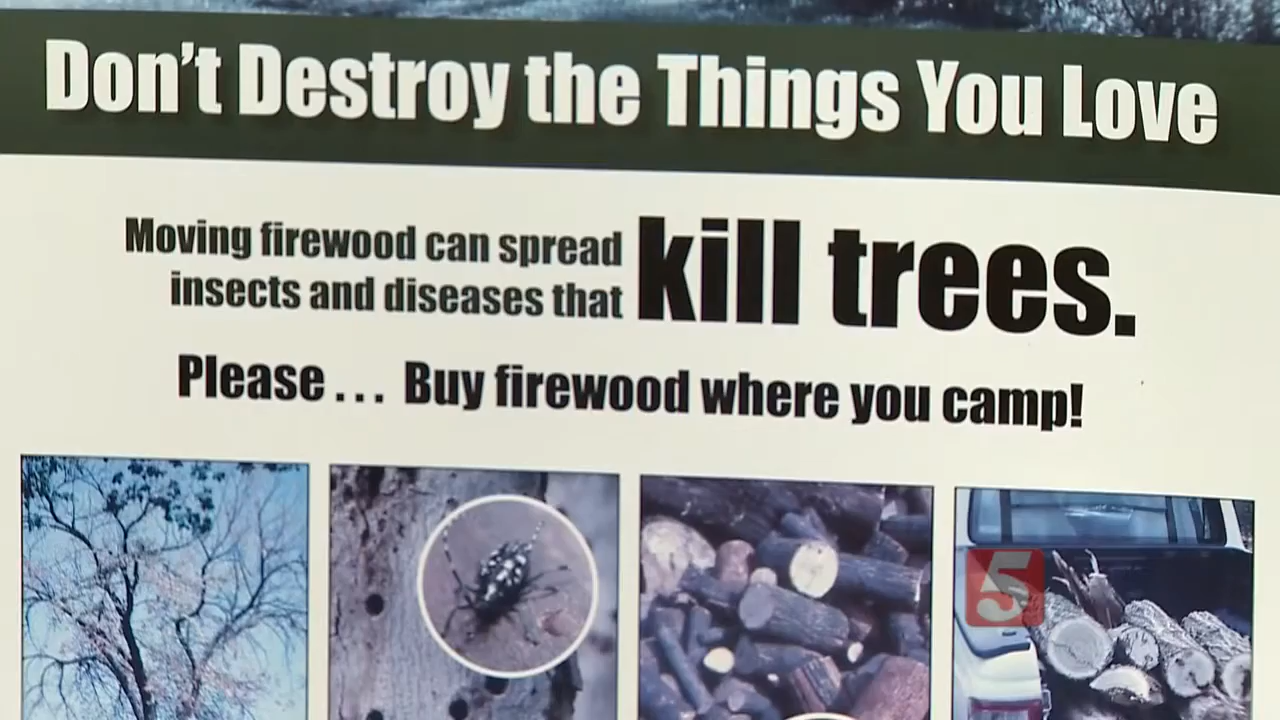 Don't Destroy the Things You Love
Moving firewood can spread
insects and diseases that
kill trees.
Please . . . Buy firewood where you camp!
5